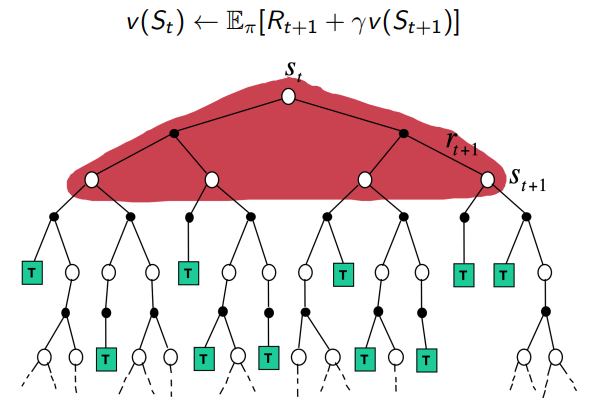 v(S_t) ← 𝔼_π[R_{t+1} + γv(S_{t+1})]
s_t
r_{t+1}
s_{t+1}
T T T T T
T T T T T